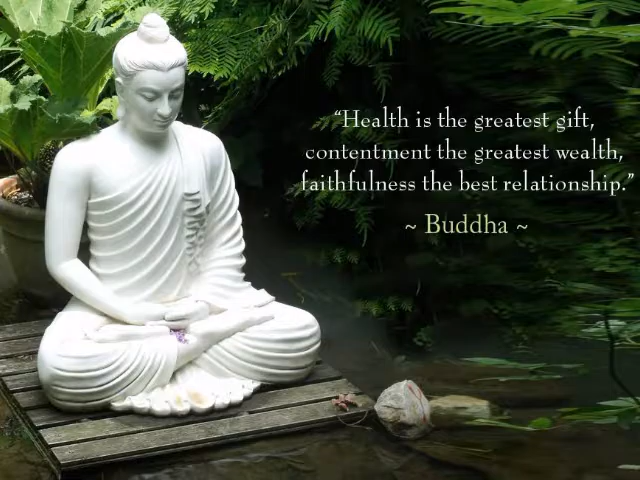 “Health is the greatest gift,
contentment the greatest wealth,
faithfulness the best relationship.”
~ Buddha ~